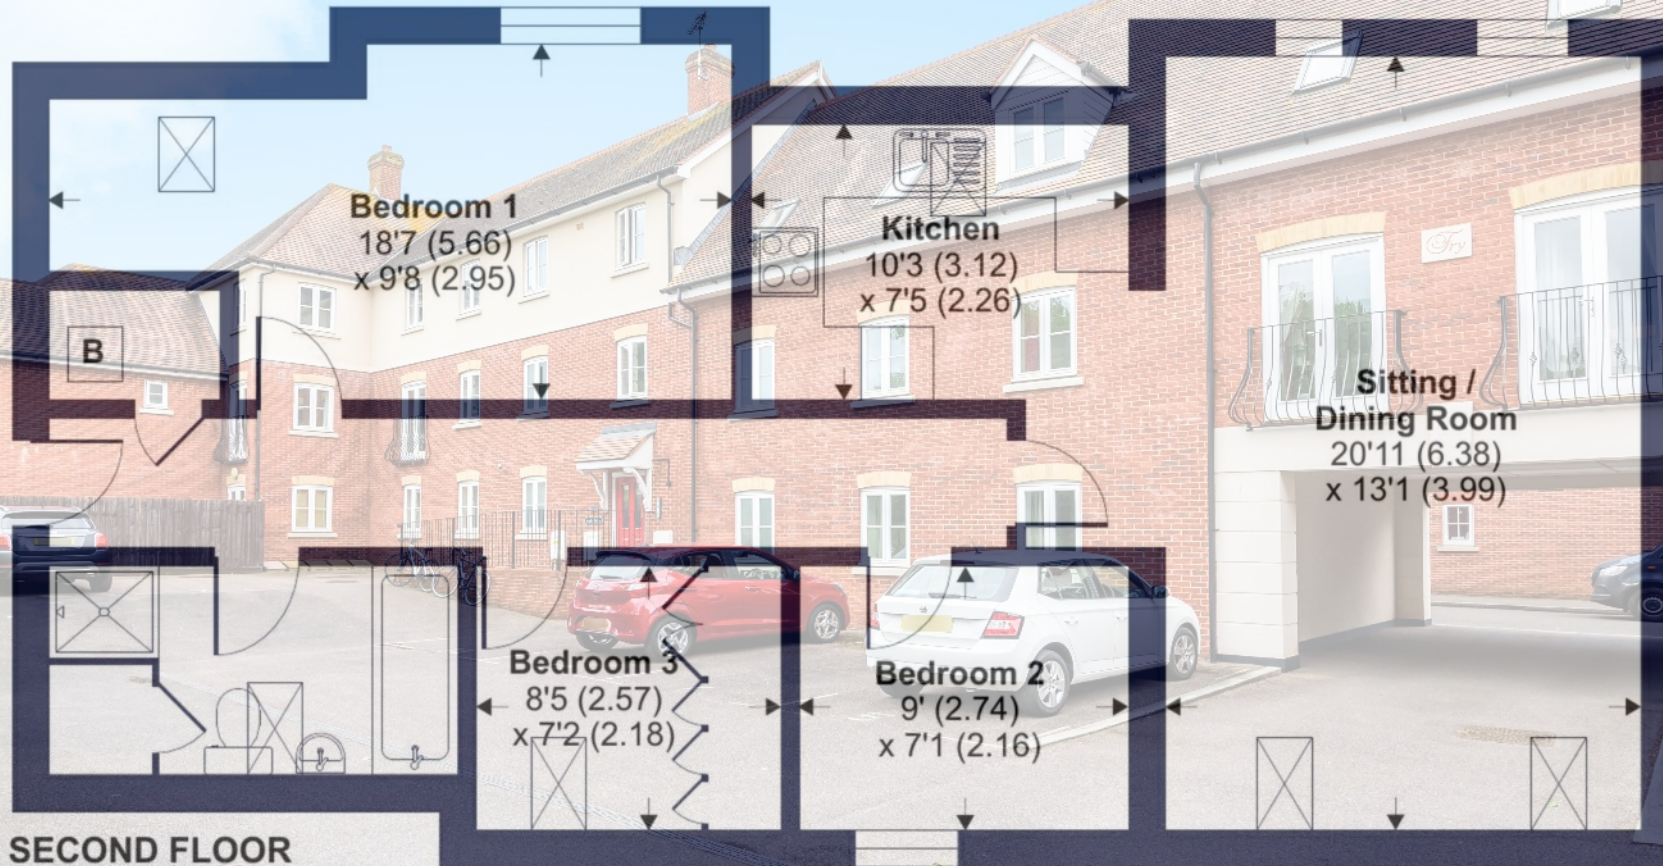 Bedroom 1
18'7 (5.66)
x 9'8 (2.95)
Kitchen
10'3 (3.12)
x 7'5 (2.26)
B
Sitting /
Dining Room
20'11 (6.38)
x 13'1 (3.99)
Bedroom 3
8'5 (2.57)
x 7'2 (2.18)
Bedroom 2
9' (2.74)
x 7'1 (2.16)
SECOND FLOOR